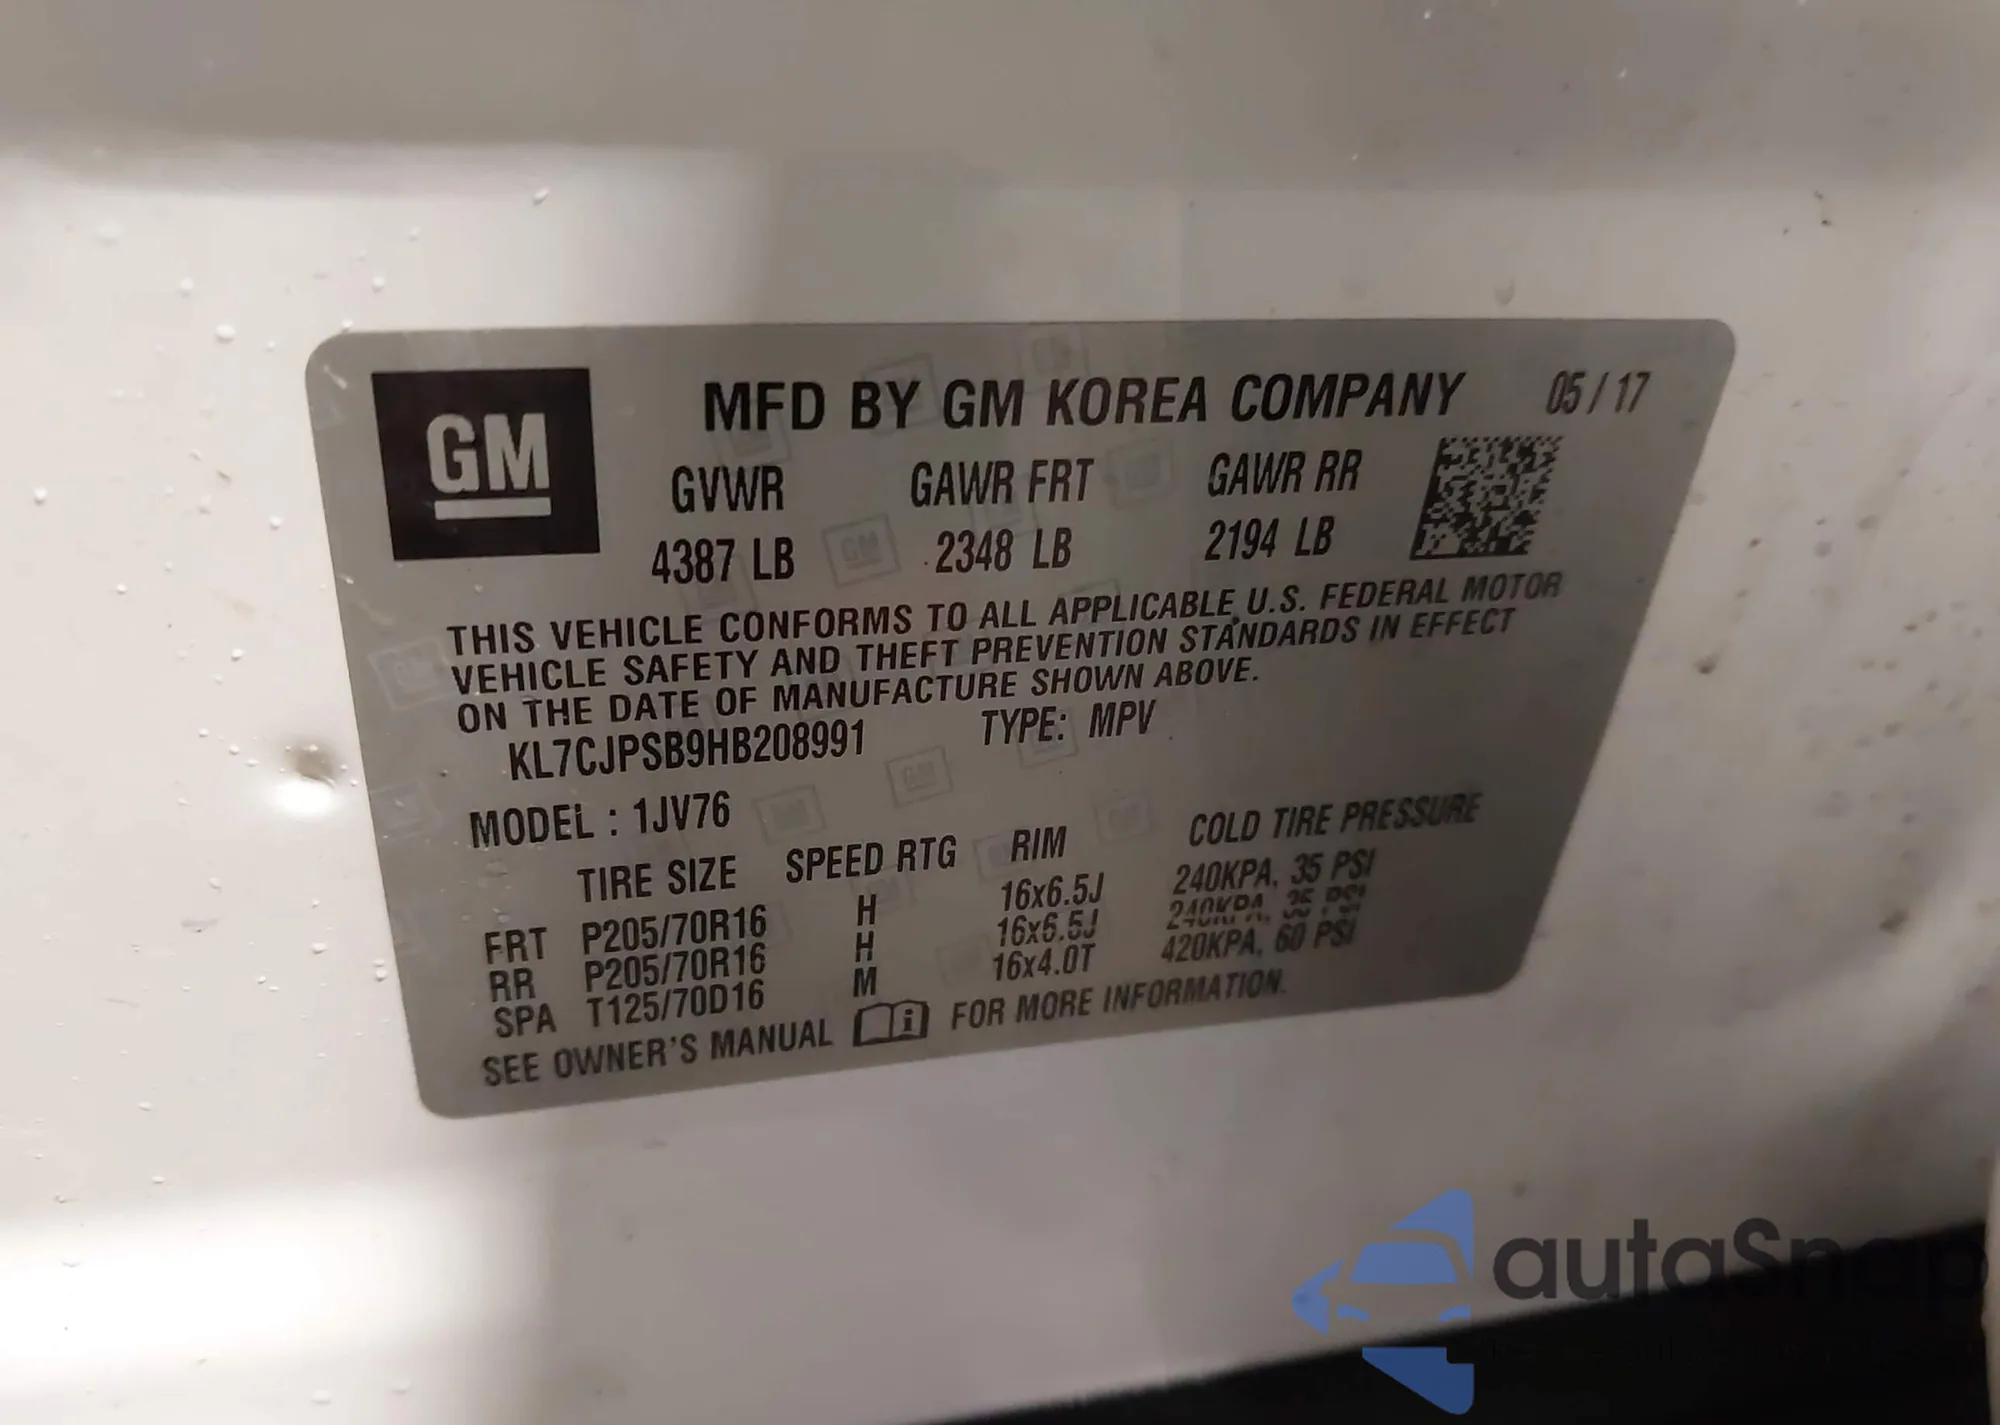 GM
MFD BY GM KOREA COMPANY 05 / 17
GVWR GAWR FRT GAWR RR
4387 LB 2348 LB 2194 LB
THIS VEHICLE CONFORMS TO ALL APPLICABLE U.S. FEDERAL MOTOR
VEHICLE SAFETY AND THEFT PREVENTION STANDARDS IN EFFECT
ON THE DATE OF MANUFACTURE SHOWN ABOVE.
KL7CJPSB9HB208991 TYPE: MPV
MODEL : 1JV76
TIRE SIZE SPEED RTG RIM COLD TIRE PRESSURE
FRT P205/70R16 H 16x6.5J 240KPA, 35 PSI
RR P205/70R16 H 16x6.5J 240KPA, 35 PSI
SPA T125/70D16 M 16x4.0T 420KPA, 60 PSI
SEE OWNER'S MANUAL FOR MORE INFORMATION.
autaSnap